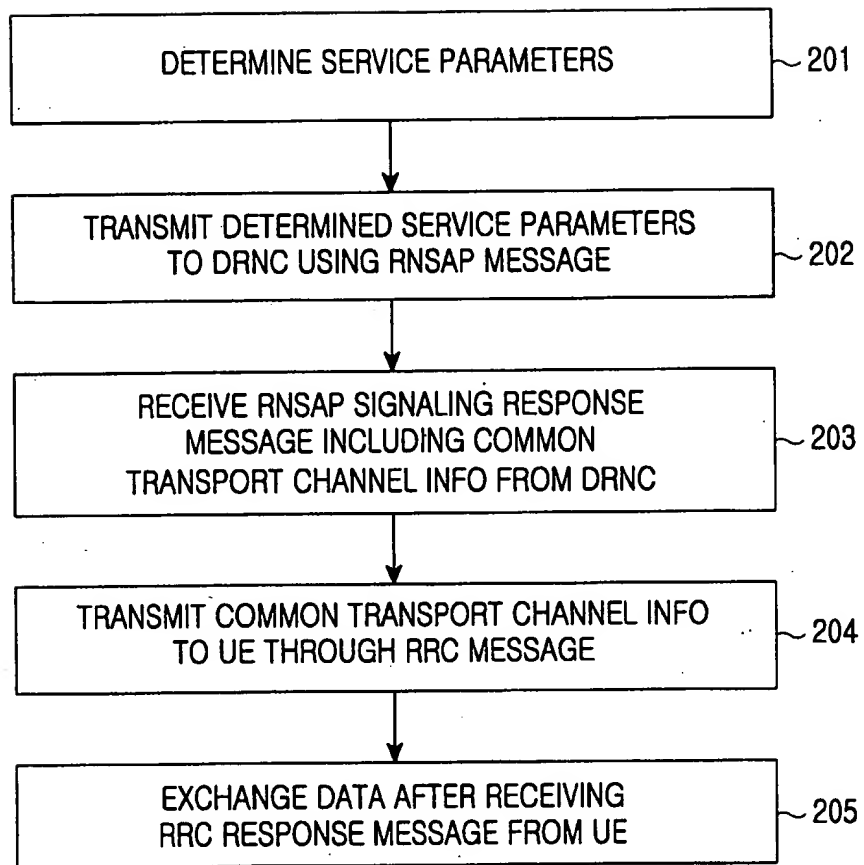 DETERMINE SERVICE PARAMETERS
201
TRANSMIT DETERMINED SERVICE PARAMETERS
TO DRNC USING RNSAP MESSAGE
202
RECEIVE RNSAP SIGNALING RESPONSE
MESSAGE INCLUDING COMMON
TRANSPORT CHANNEL INFO FROM DRNC
203
TRANSMIT COMMON TRANSPORT CHANNEL INFO
TO UE THROUGH RRC MESSAGE
204
EXCHANGE DATA AFTER RECEIVING
RRC RESPONSE MESSAGE FROM UE
205